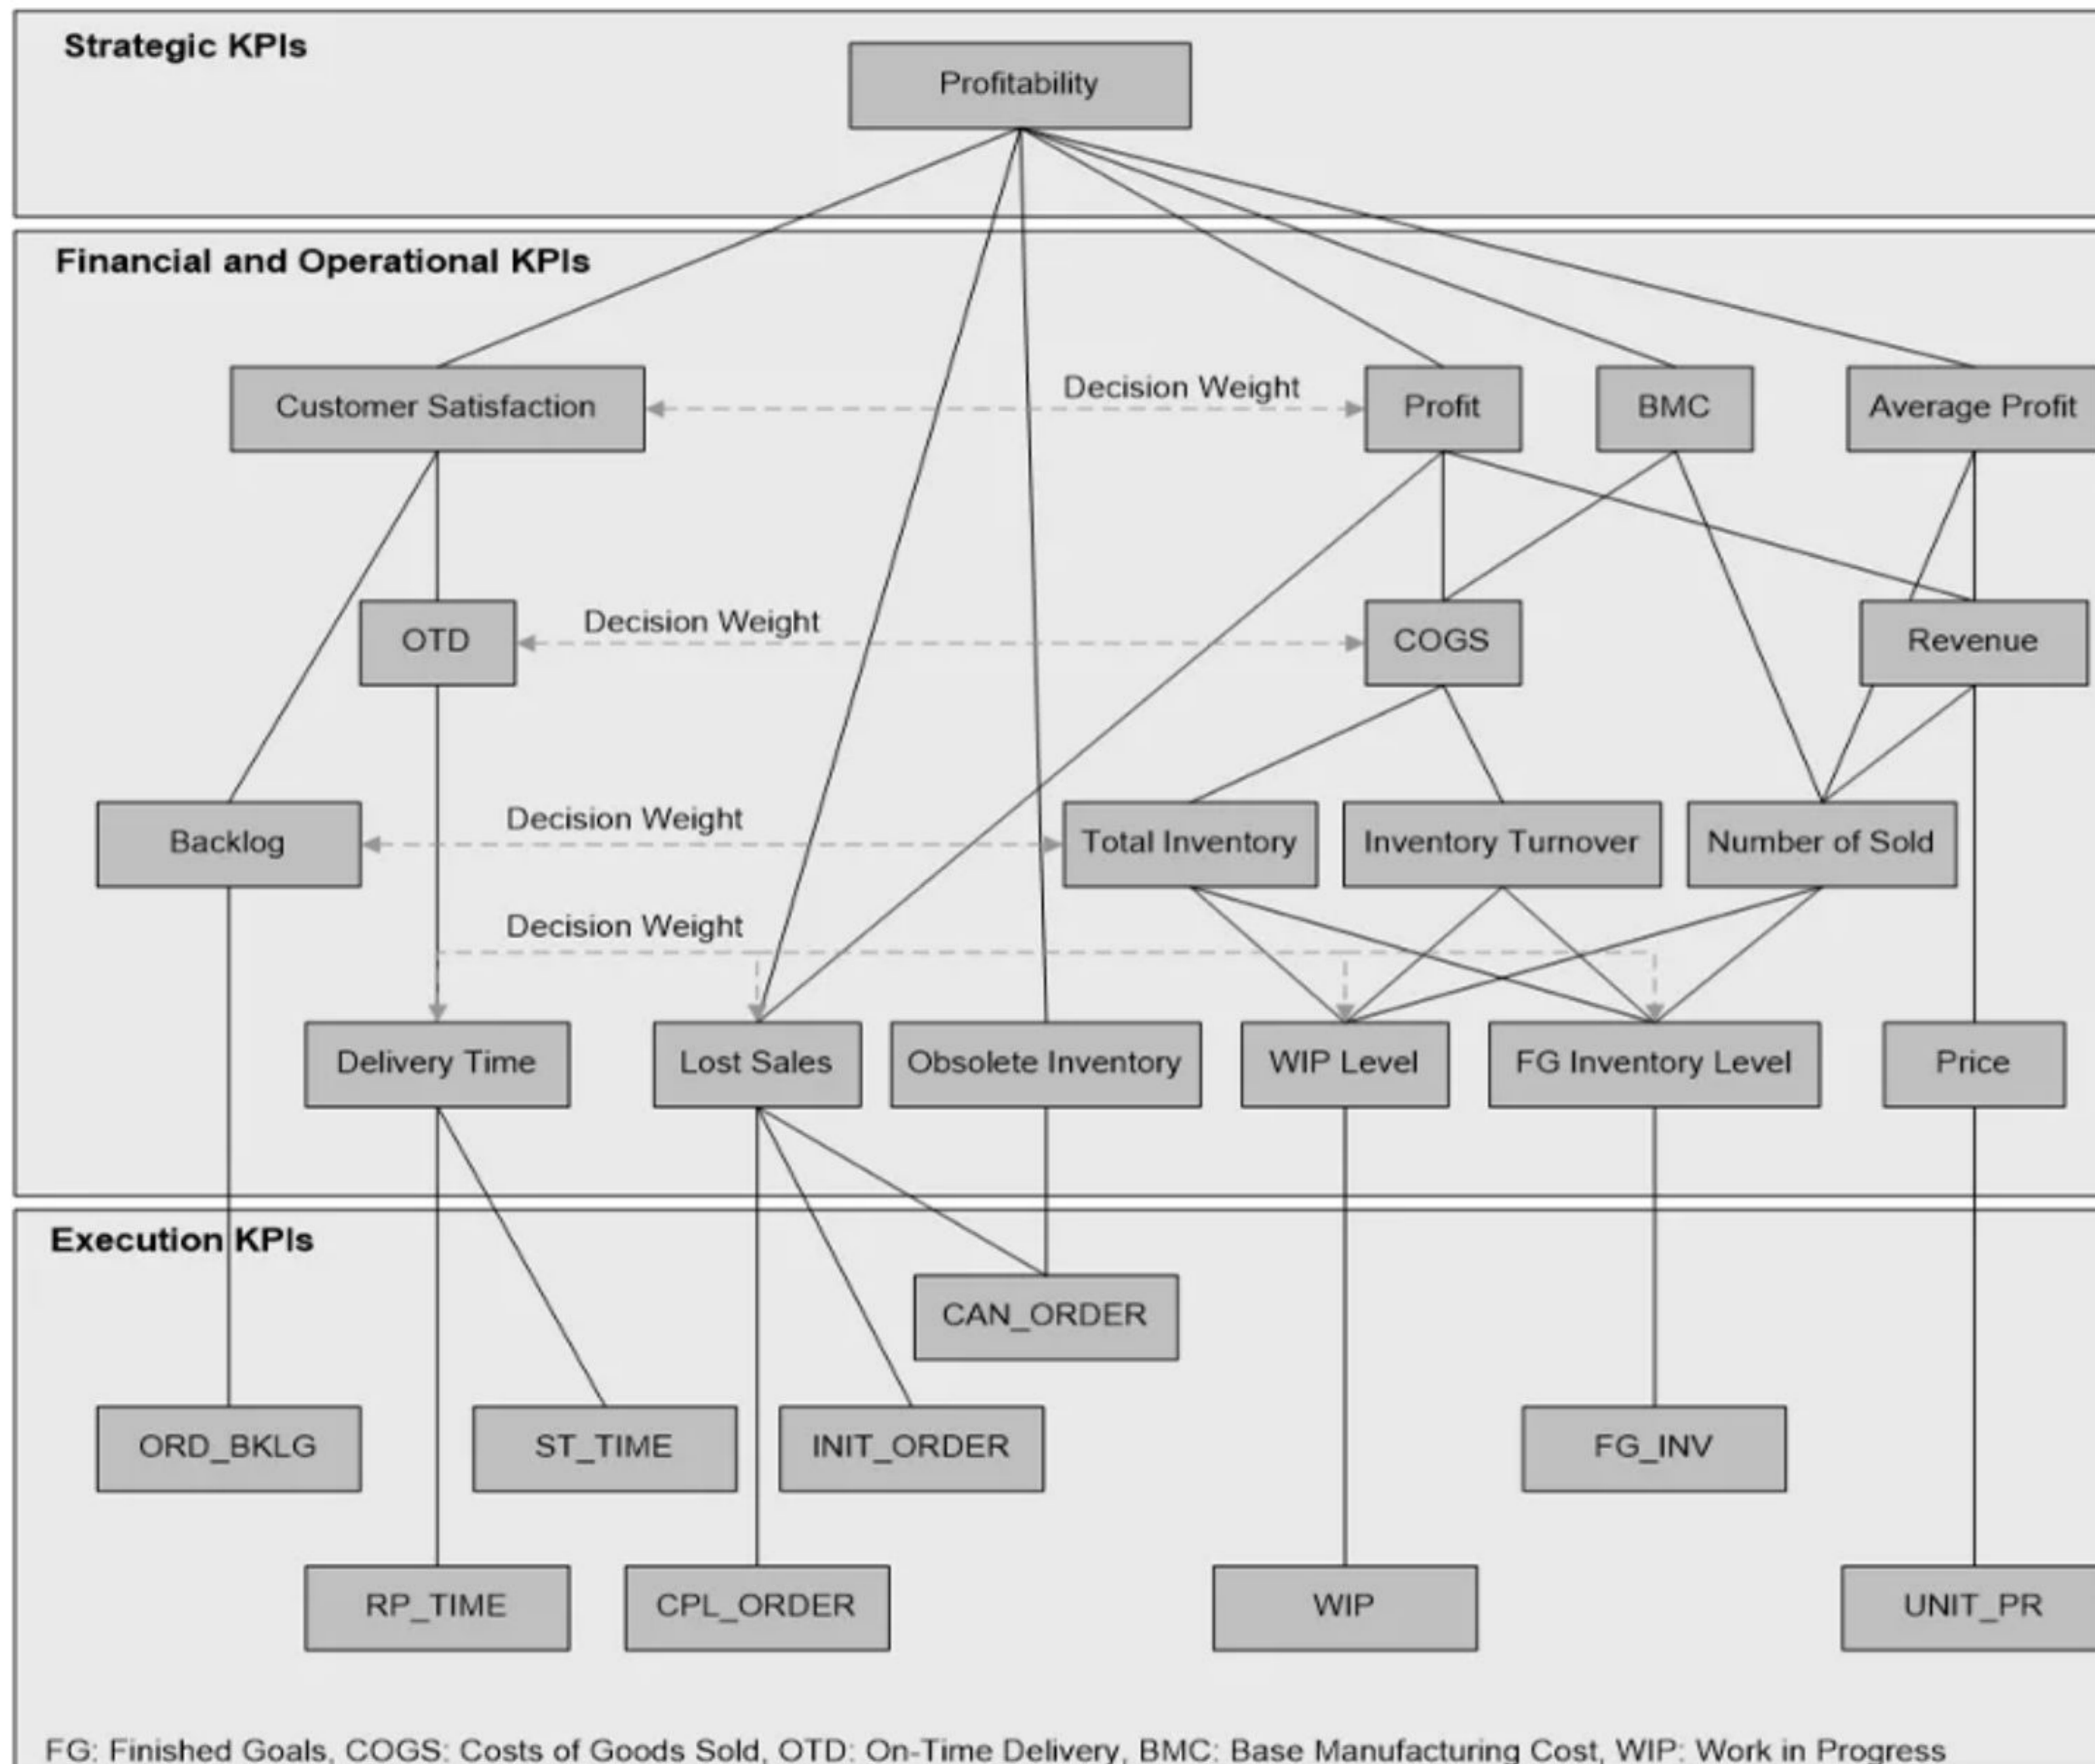 Strategic KPIs
Profitability
Financial and Operational KPIs
Customer Satisfaction
Decision Weight
Profit
BMC
Average Profit
OTD
Decision Weight
COGS
Revenue
Backlog
Decision Weight
Total Inventory
Inventory Turnover
Number of Sold
Decision Weight
Delivery Time
Lost Sales
Obsolete Inventory
WIP Level
FG Inventory Level
Price
Execution KPIs
CAN_ORDER
ORD_BKLG
ST_TIME
INIT_ORDER
FG_INV
RP_TIME
CPL_ORDER
WIP
UNIT_PR
FG: Finished Goals, COGS: Costs of Goods Sold, OTD: On-Time Delivery, BMC: Base Manufacturing Cost, WIP: Work in Progress